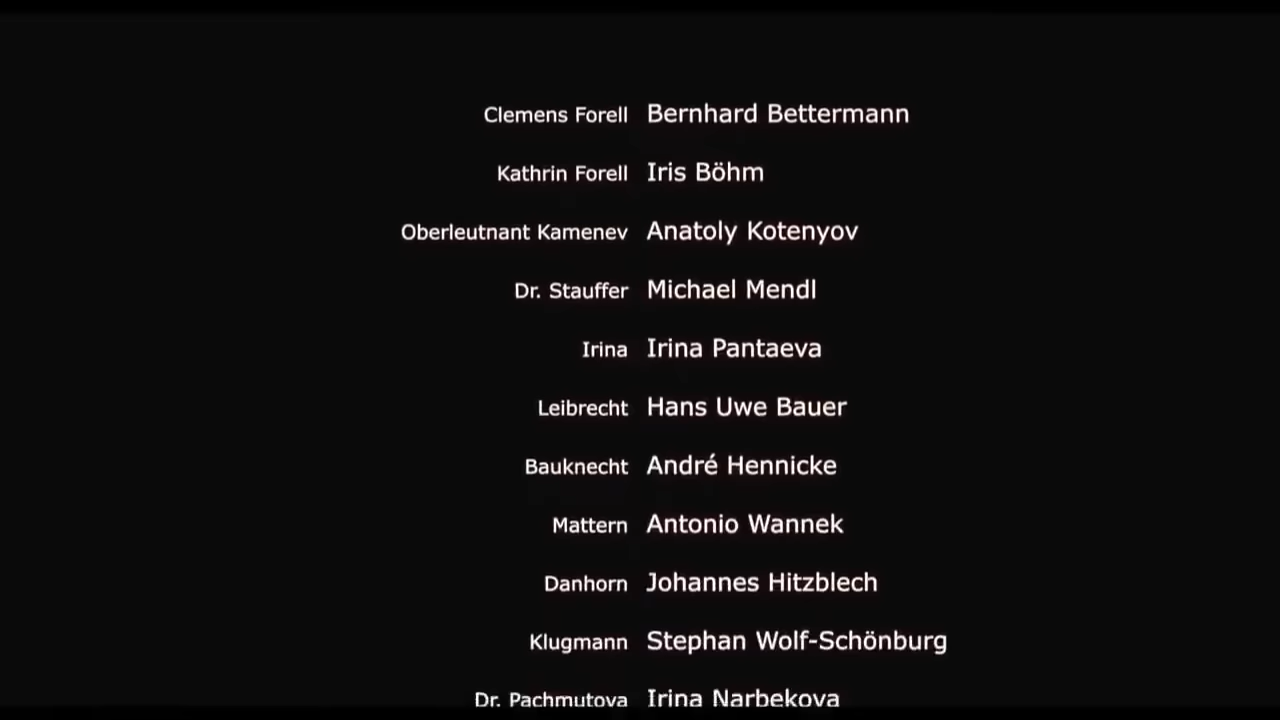 Clemens Forell Bernhard Bettermann
Kathrin Forell Iris Böhm
Oberleutnant Kamenev Anatoly Kotenyov
Dr. Stauffer Michael Mendl
Irina Irina Pantaeva
Leibrecht Hans Uwe Bauer
Bauknecht André Hennicke
Mattern Antonio Wannek
Danhorn Johannes Hitzblech
Klugmann Stephan Wolf-Schönburg
Dr. Pachmutova Irina Narbekova